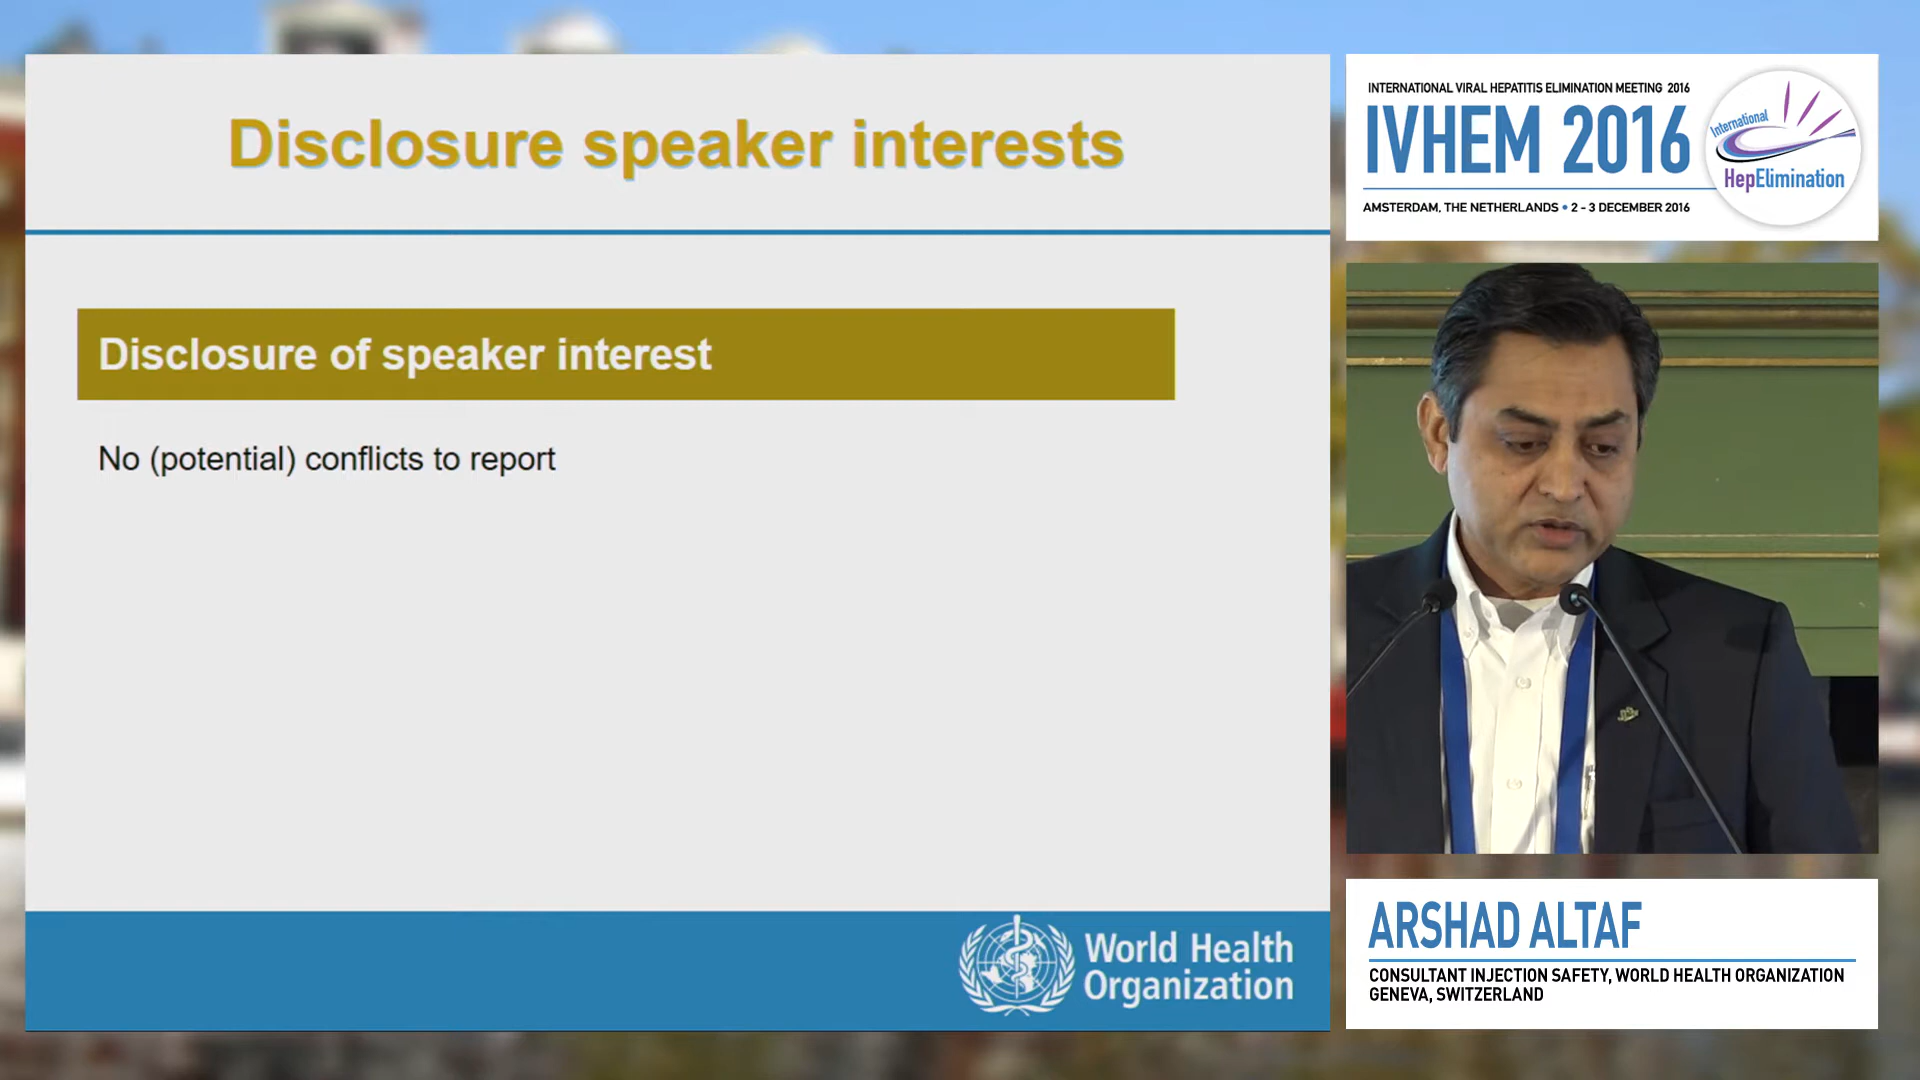 Disclosure speaker interests
Disclosure of speaker interest
No (potential) conflicts to report
World Health
Organization
INTERNATIONAL VIRAL HEPATITIS ELIMINATION MEETING 2016
IVHEM 2016
AMSTERDAM, THE NETHERLANDS • 2 - 3 DECEMBER 2016
International
HepElimination
ARSHAD ALTAF
CONSULTANT INJECTION SAFETY, WORLD HEALTH ORGANIZATION
GENEVA, SWITZERLAND